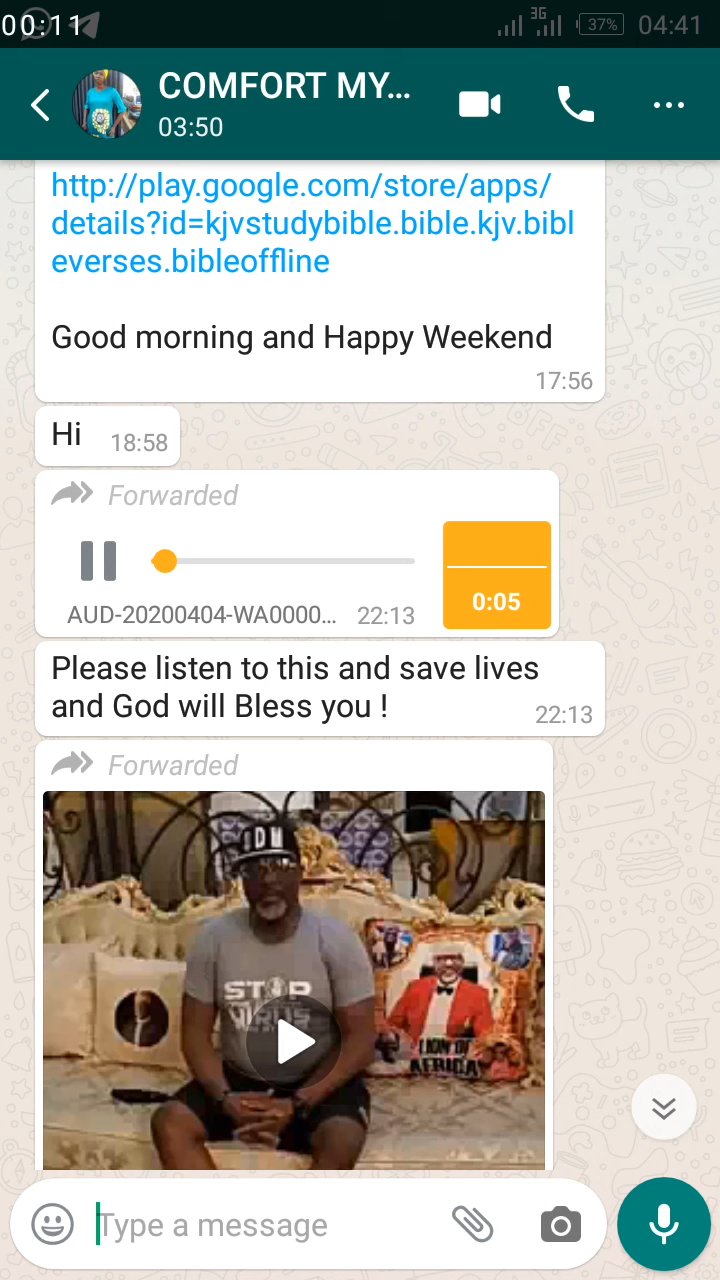 00:11
3G
37%
04:41
COMFORT MY...
03:50
http://play.google.com/store/apps/
details?id=kjvstudybible.bible.kjv.bibl
everses.bibleoffline
Good morning and Happy Weekend
17:56
Hi 18:58
Forwarded
0:05
AUD-20200404-WA0000... 22:13
Please listen to this and save lives
and God will Bless you !
22:13
Forwarded
STOP
VIRUS
LION OF
AFRICA
Type a message